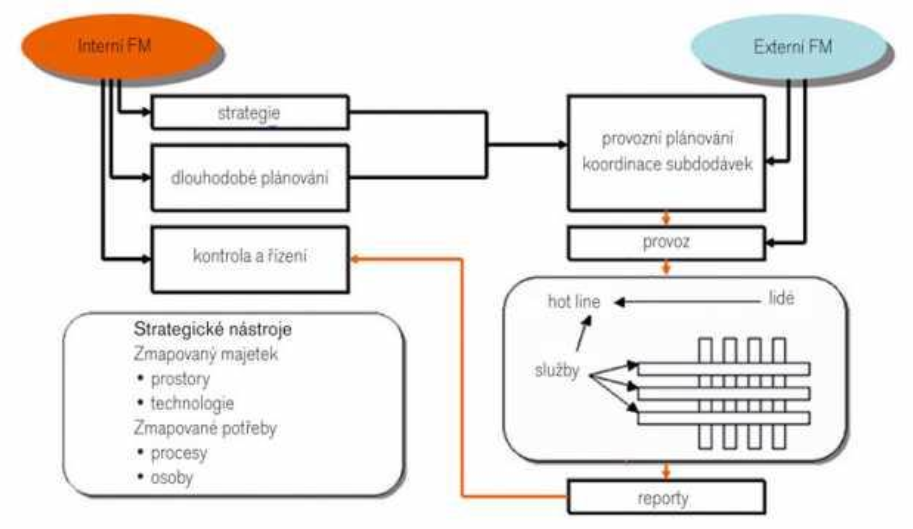 Interní FM
Externí FM
strategie
dlouhodobé plánování
kontrola a řízení
provozní plánování
koordinace subdodávek
provoz
hot line
lidé
služby
reporty
Strategické nástroje
Zmapovaný majetek
• prostory
• technologie
Zmapované potřeby
• procesy
• osoby